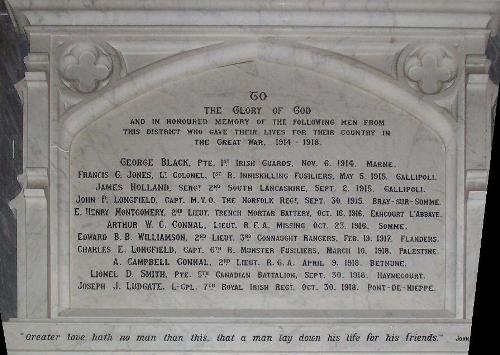 TO
THE GLORY OF GOD
AND IN HONOURED MEMORY OF THE FOLLOWING MEN FROM
THIS DISTRICT WHO GAVE THEIR LIVES FOR THEIR COUNTRY IN
THE GREAT WAR, 1914-1918.
GEORGE BLACK, PTE. 1ST IRISH GUARDS, NOV. 6. 1914. MARNE.
FRANCIS G. JONES, LT COLONEL, 1ST R. INNISKILLING FUSILIERS, MAY 5, 1915. GALLIPOLI.
JAMES HOLLAND, SERGT 2ND SOUTH LANCASHIRE, SEPT. 2, 1915. GALLIPOLI.
JOHN P. LONGFIELD, CAPT. M.V.O. THE NORFOLK REGT, SEPT. 30, 1915. BRAY-SUR-SOMME.
E. HENRY MONTGOMERY, 2ND LIEUT. TRENCH MORTAR BATTERY, OCT. 16, 1916. EAUCOURT L'ABBAYE.
ARTHUR W. C. CONNAL, LIEUT. R.F.A. MISSING OCT. 23, 1916. SOMME.
EDWARD B. B. WILLIAMSON, 2ND LIEUT. 3RD CONNAUGHT RANGERS, FEB. 19, 1917. FLANDERS.
CHARLES E. LONGFIELD, CAPT. 6TH R. MUNSTER FUSILIERS, MARCH 10, 1918. PALESTINE.
A. CAMPBELL CONNAL, 2ND LIEUT. R.G.A. APRIL 9, 1918. BETHUNE.
LIONEL D. SMITH, PTE. 5TH CANADIAN BATTALION, SEPT. 30, 1918. HAYNECOURT.
JOSEPH J. LUDGATE, L-CPL. 7TH ROYAL IRISH REGT. OCT. 30, 1918. PONT-DE-NIEPPE.
"Greater love hath no man than this, that a man lay down his life for his friends." JOHN